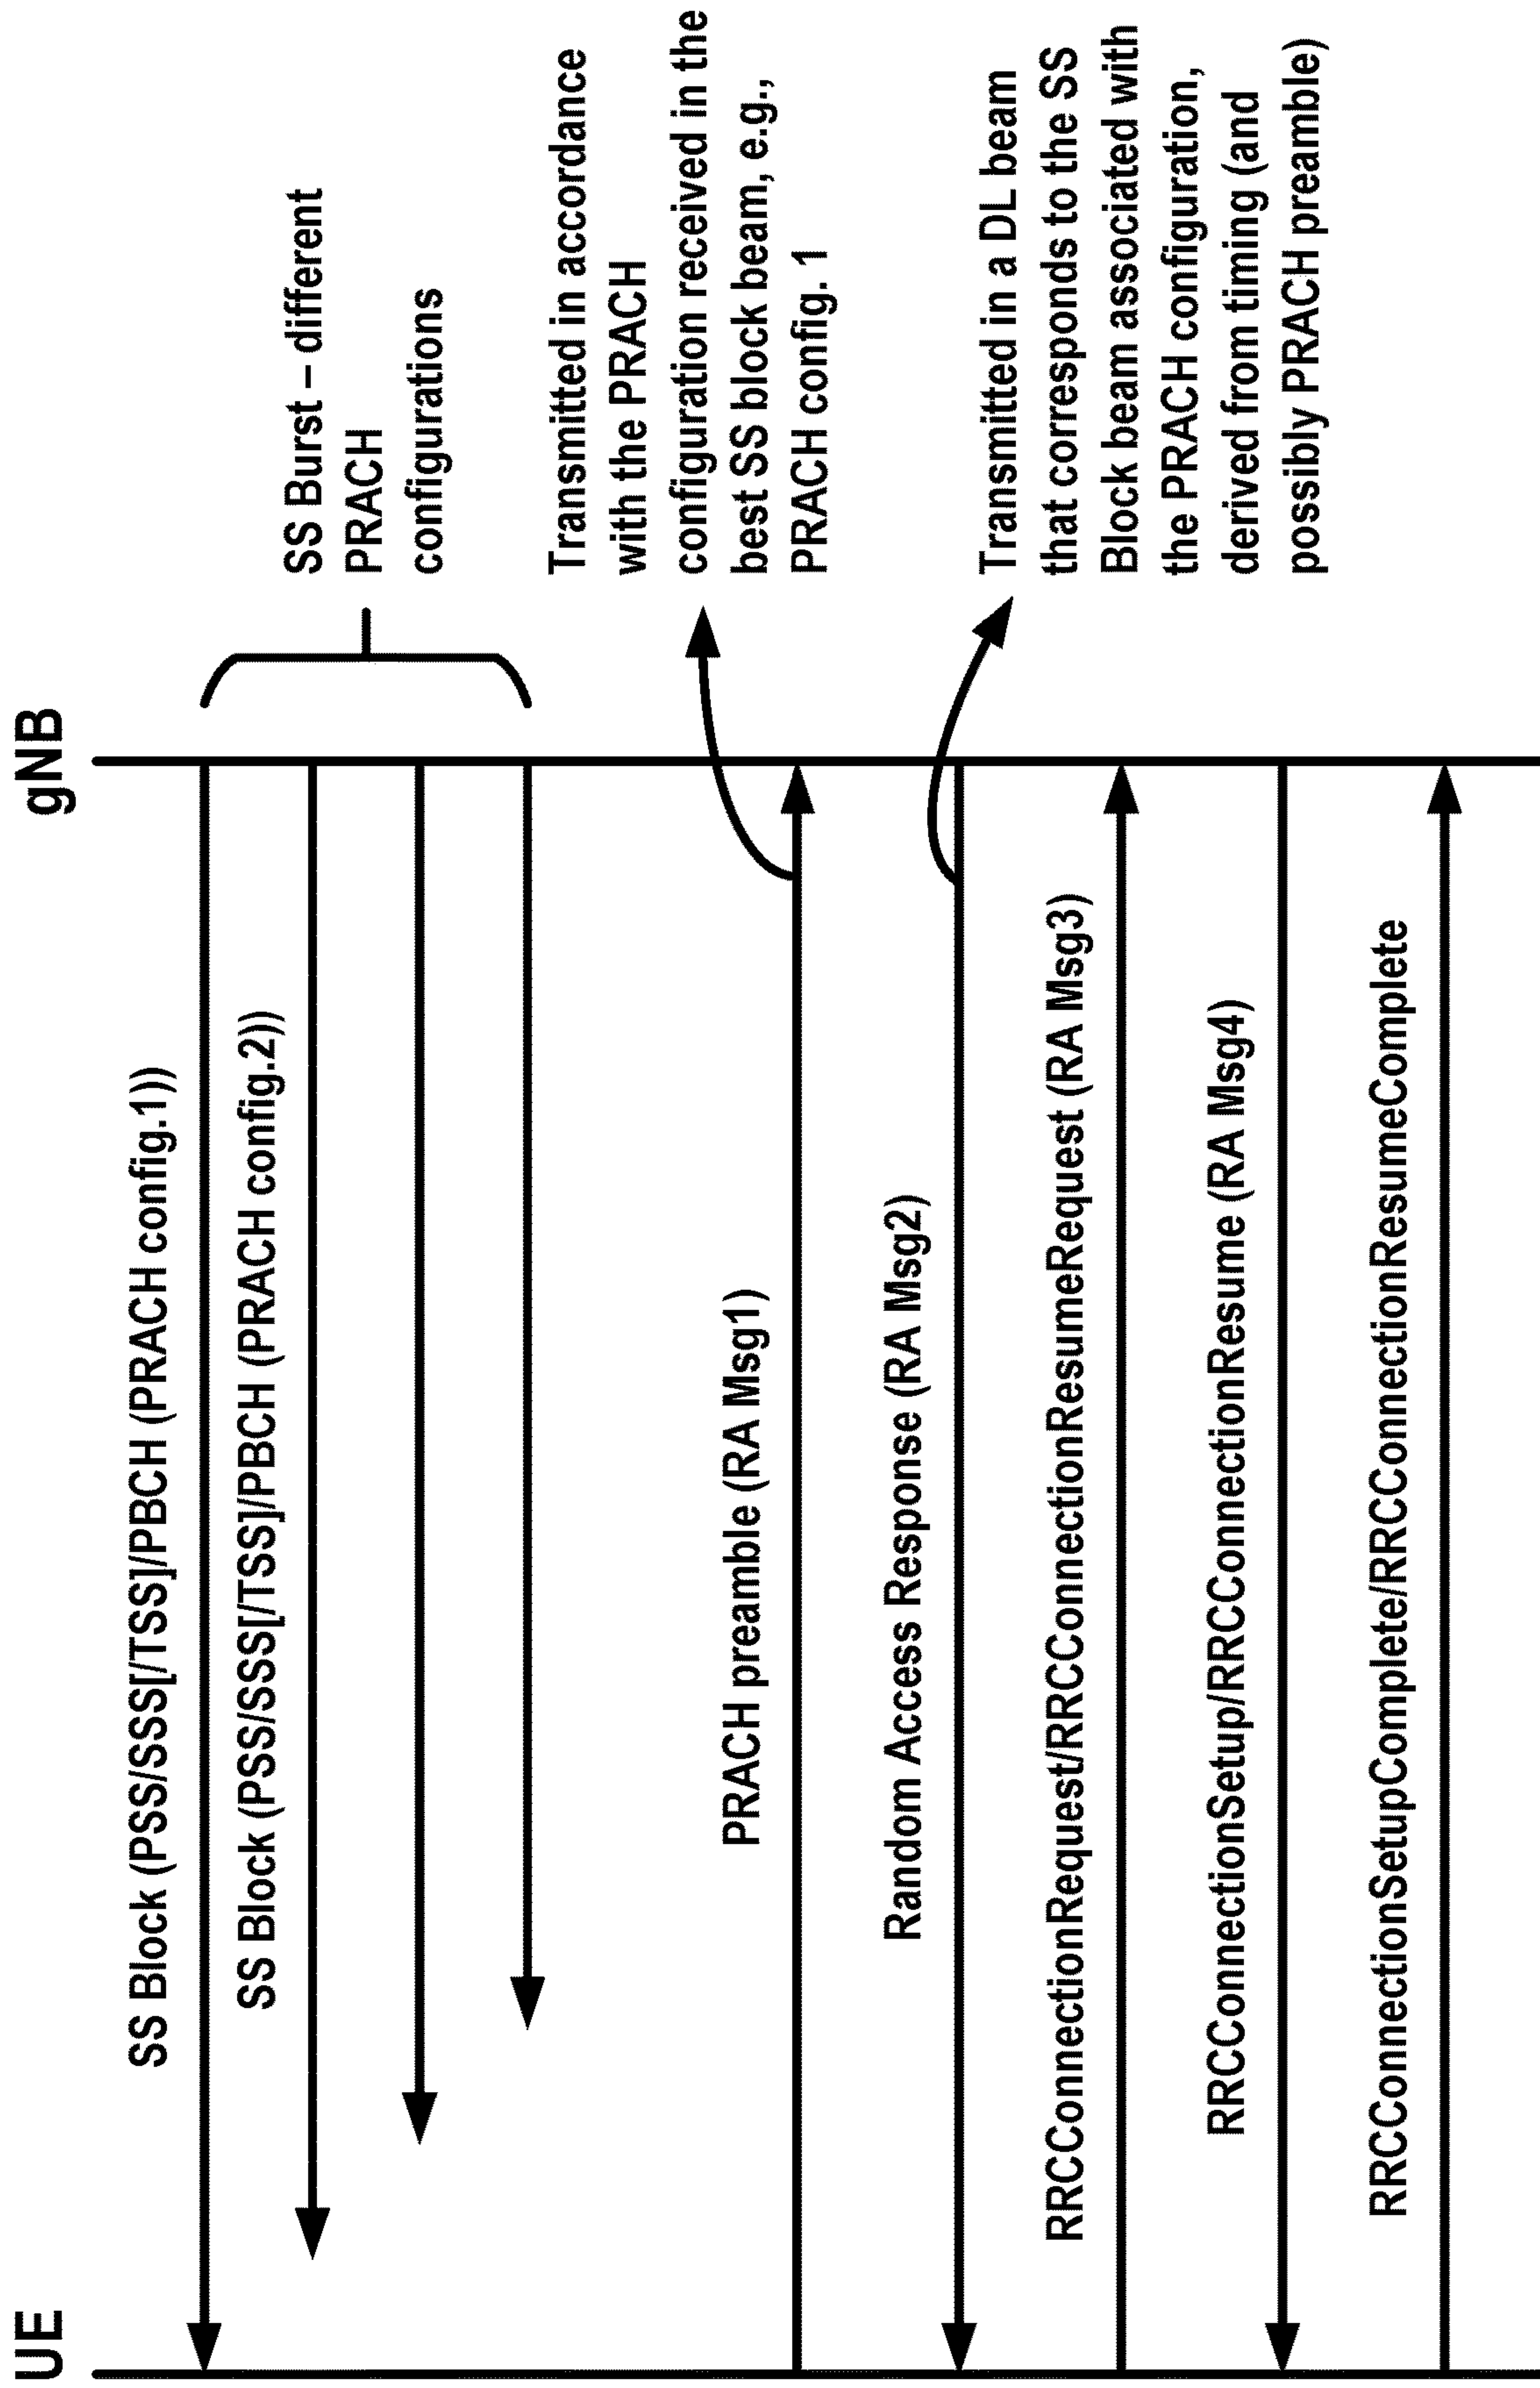 UE
gNB
SS Block (PSS/SSS[/TSS]/PBCH (PRACH config.1))
SS Block (PSS/SSS[/TSS]/PBCH (PRACH config.2))
SS Burst – different
PRACH
configurations
PRACH preamble (RA Msg1)
Transmitted in accordance
with the PRACH
configuration received in the
best SS block beam, e.g.,
PRACH config. 1
Random Access Response (RA Msg2)
Transmitted in a DL beam
that corresponds to the SS
Block beam associated with
the PRACH configuration,
derived from timing (and
possibly PRACH preamble)
RRCConnectionRequest/RRCConnectionResumeRequest (RA Msg3)
RRCConnectionSetup/RRCConnectionResume (RA Msg4)
RRCConnectionSetupComplete/RRCConnectionResumeComplete